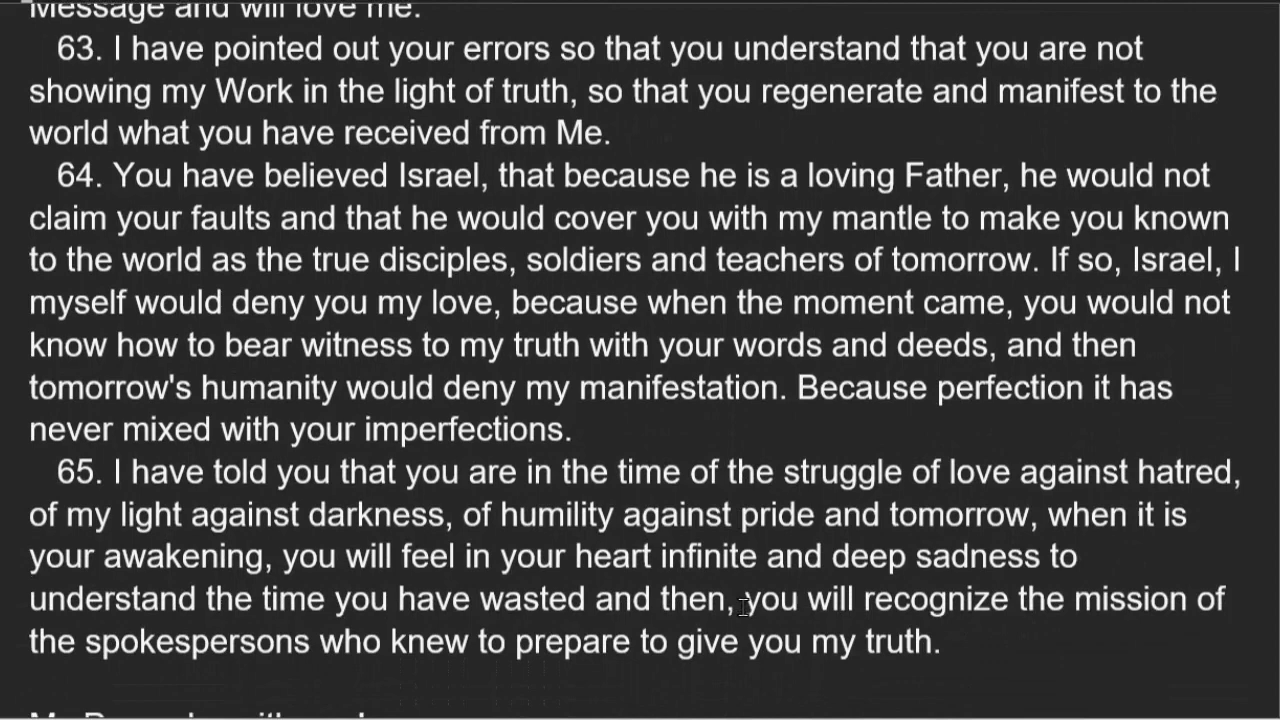 Message and will love me.
63. I have pointed out your errors so that you understand that you are not
showing my Work in the light of truth, so that you regenerate and manifest to the
world what you have received from Me.
64. You have believed Israel, that because he is a loving Father, he would not
claim your faults and that he would cover you with my mantle to make you known
to the world as the true disciples, soldiers and teachers of tomorrow. If so, Israel, I
myself would deny you my love, because when the moment came, you would not
know how to bear witness to my truth with your words and deeds, and then
tomorrow's humanity would deny my manifestation. Because perfection it has
never mixed with your imperfections.
65. I have told you that you are in the time of the struggle of love against hatred,
of my light against darkness, of humility against pride and tomorrow, when it is
your awakening, you will feel in your heart infinite and deep sadness to
understand the time you have wasted and then, you will recognize the mission of
the spokespersons who knew to prepare to give you my truth.